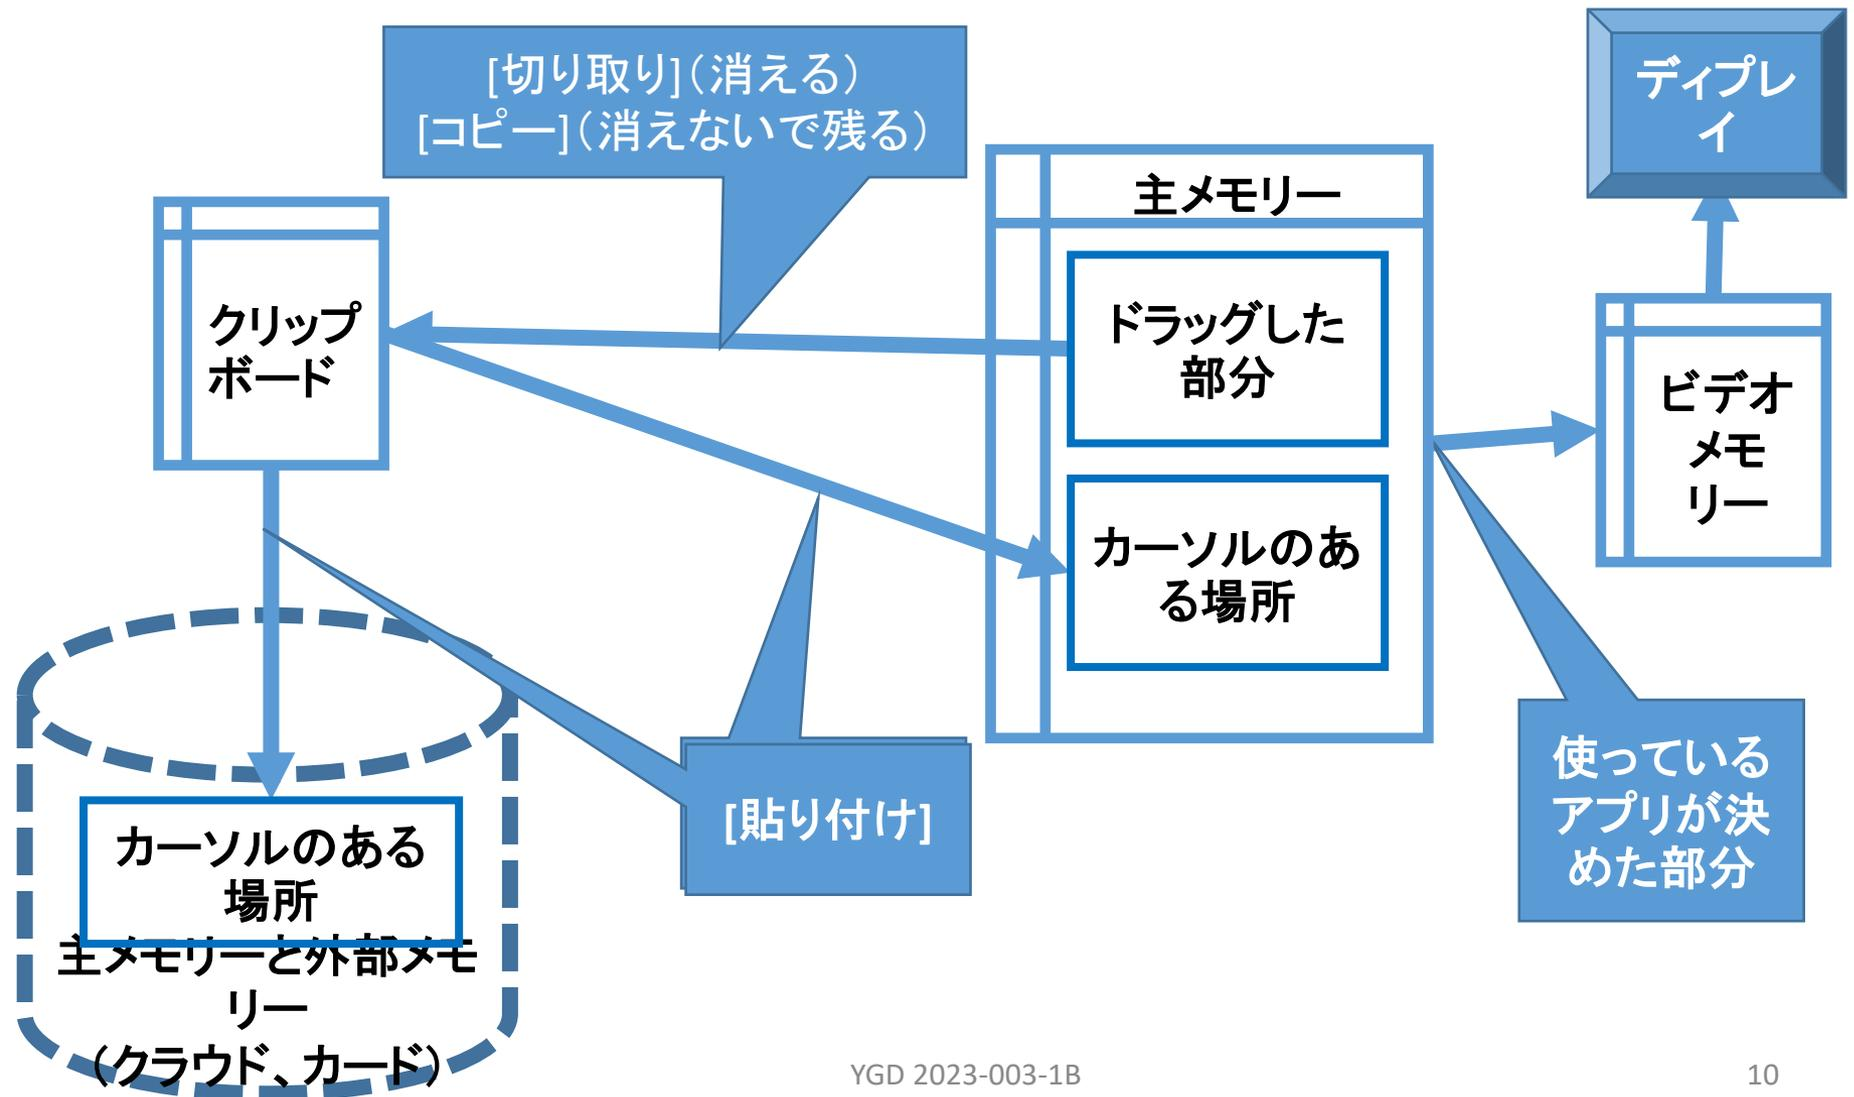 [切り取り](消える)
[コピー](消えないで残る)
ディプレ
イ
主メモリー
クリップ
ボード
ドラッグした
部分
ビデオ
メモ
リー
カーソルのあ
る場所
使っている
アプリが決
めた部分
[貼り付け]
カーソルのある
場所
主メモリーと外部メモ
リー
(クラウド、カード)
YGD 2023-003-1B
10